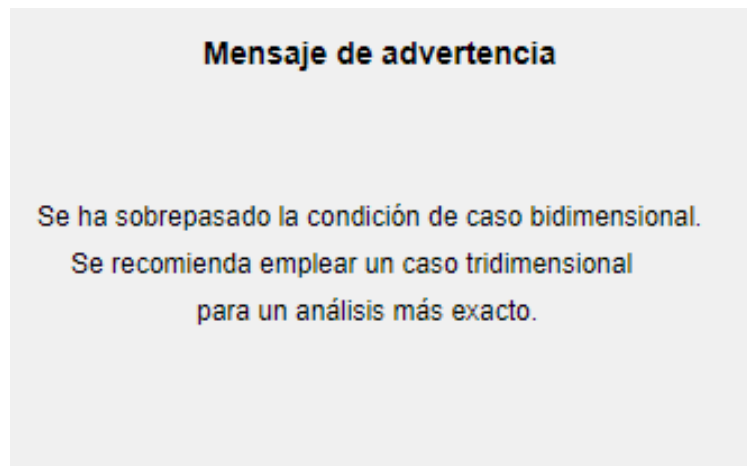 Mensaje de advertencia
Se ha sobrepasado la condición de caso bidimensional.
Se recomienda emplear un caso tridimensional
para un análisis más exacto.